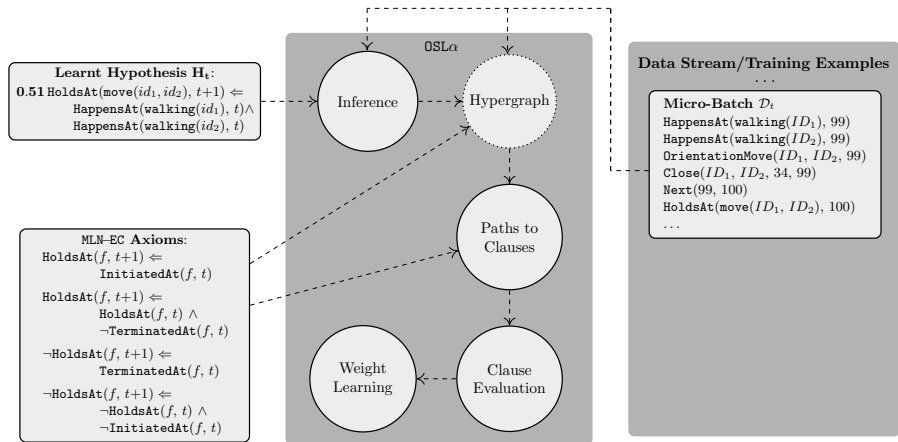 Learnt Hypothesis Hₜ:
0.51 HoldsAt(move(id₁, id₂), t+1) ⇐
HappensAt(walking(id₁), t)∧
HappensAt(walking(id₂), t)
MLN–EC Axioms:
HoldsAt(f, t+1) ⇐
InitiatedAt(f, t)
HoldsAt(f, t+1) ⇐
HoldsAt(f, t) ∧
¬TerminatedAt(f, t)
¬HoldsAt(f, t+1) ⇐
TerminatedAt(f, t)
¬HoldsAt(f, t+1) ⇐
¬HoldsAt(f, t) ∧
¬InitiatedAt(f, t)
OSLα
Inference
Hypergraph
Paths to
Clauses
Clause
Evaluation
Weight
Learning
Data Stream/Training Examples
...
Micro-Batch 𝒟ₜ
HappensAt(walking(ID₁), 99)
HappensAt(walking(ID₂), 99)
OrientationMove(ID₁, ID₂, 99)
Close(ID₁, ID₂, 34, 99)
Next(99, 100)
HoldsAt(move(ID₁, ID₂), 100)
...